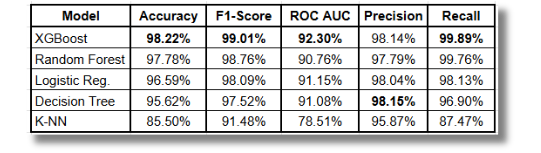 Model Accuracy F1-Score ROC AUC Precision Recall
XGBoost 98.22% 99.01% 92.30% 98.14% 99.89%
Random Forest 97.78% 98.76% 90.76% 97.79% 99.76%
Logistic Reg. 96.59% 98.09% 91.15% 98.04% 98.13%
Decision Tree 95.62% 97.52% 91.08% 98.15% 96.90%
K-NN 85.50% 91.48% 78.51% 95.87% 87.47%